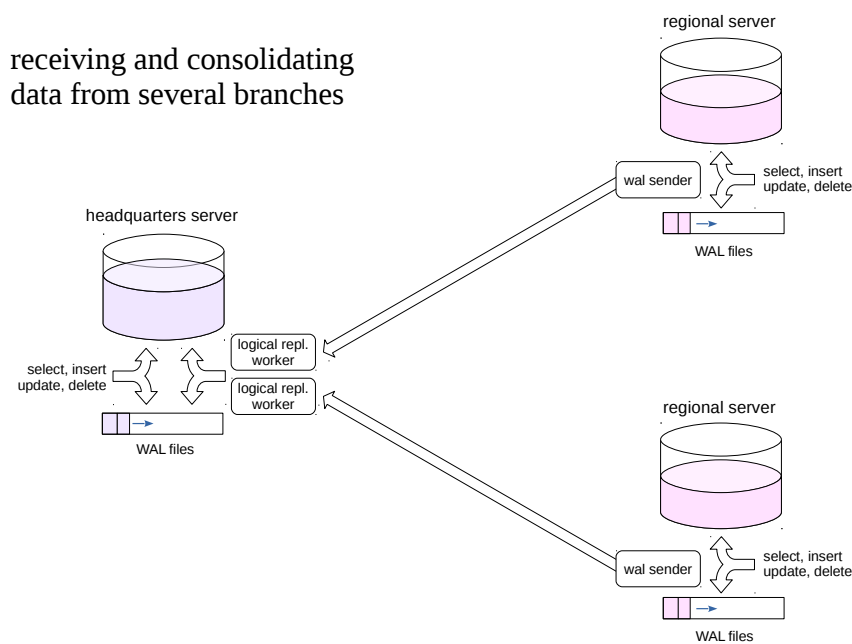 receiving and consolidating
data from several branches
regional server
wal sender
select, insert
update, delete
WAL files
headquarters server
logical repl.
worker
select, insert
update, delete
logical repl.
worker
WAL files
regional server
wal sender
select, insert
update, delete
WAL files